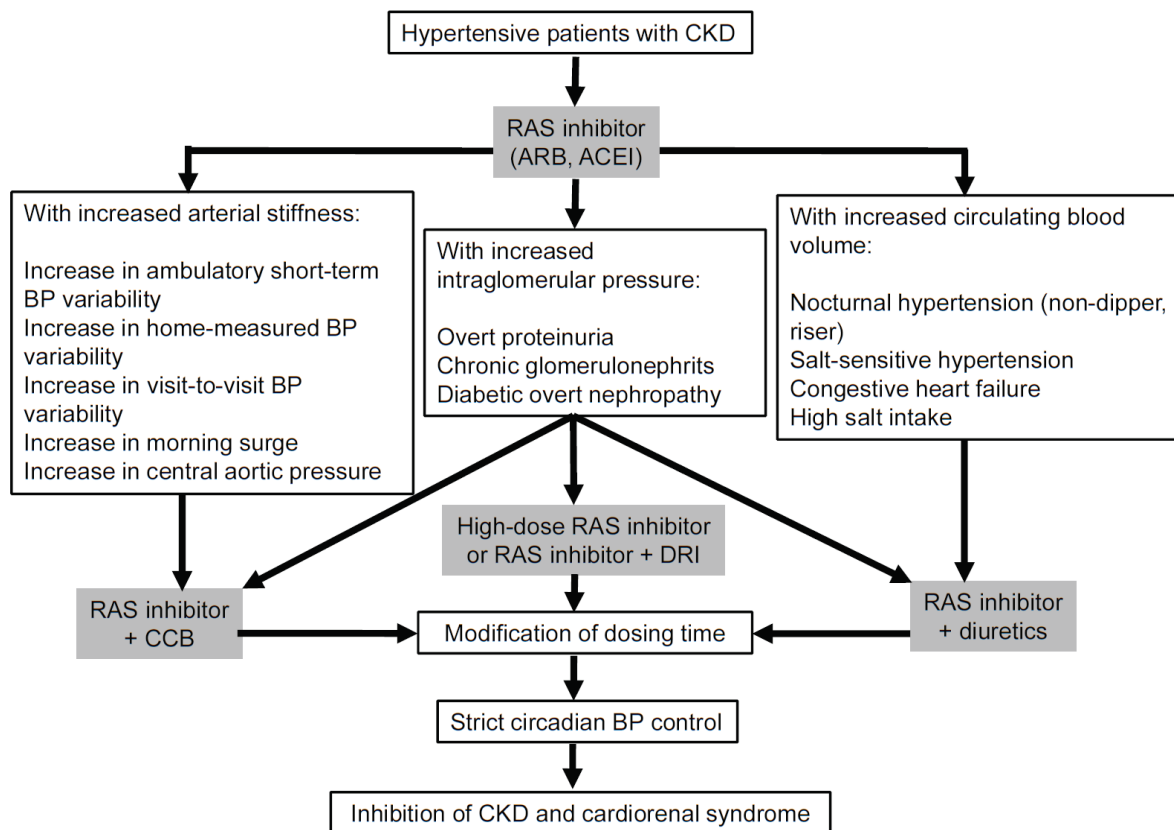 Hypertensive patients with CKD
RAS inhibitor
(ARB, ACEI)
With increased arterial stiffness:
Increase in ambulatory short-term
BP variability
Increase in home-measured BP
variability
Increase in visit-to-visit BP
variability
Increase in morning surge
Increase in central aortic pressure
With increased
intraglomerular pressure:
Overt proteinuria
Chronic glomerulonephrits
Diabetic overt nephropathy
With increased circulating blood
volume:
Nocturnal hypertension (non-dipper,
riser)
Salt-sensitive hypertension
Congestive heart failure
High salt intake
High-dose RAS inhibitor
or RAS inhibitor + DRI
RAS inhibitor
+ CCB
Modification of dosing time
RAS inhibitor
+ diuretics
Strict circadian BP control
Inhibition of CKD and cardiorenal syndrome